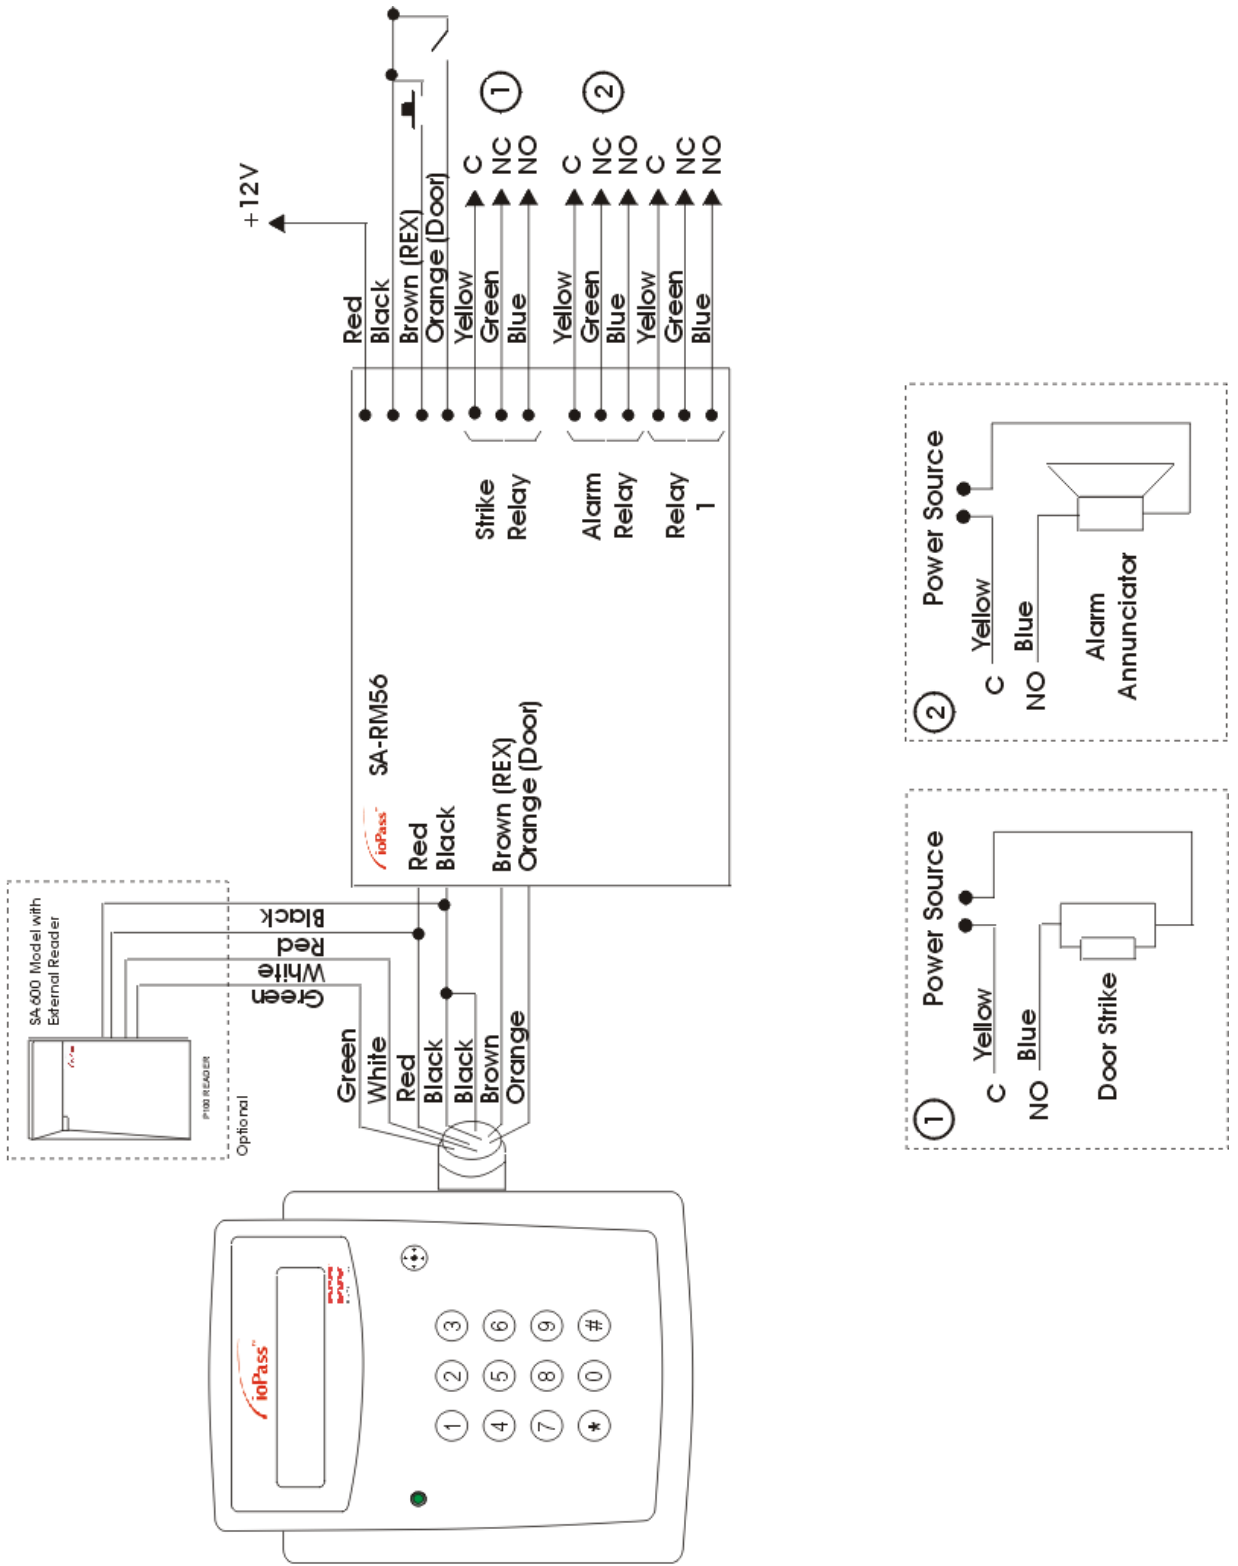 SA-600 Model with
External Reader
P100 READER
Optional
Black
Red
White
Green
Green
White
Red
Black
Black
Brown
Orange
ioPass™
1 2 3
4 5 6
7 8 9
* 0 #
ioPass™
SA-RM56
Red
Black
Brown (REX)
Orange (Door)
Strike
Relay
Alarm
Relay
Relay
1
Red
Black
Brown (REX)
Orange (Door)
Yellow
Green
Blue
Yellow
Green
Blue
Yellow
Green
Blue
+12V
C
NC
NO
1
C
NC
NO
2
C
NC
NO
1
Power Source
C Yellow
NO Blue
Door Strike
2
Power Source
C Yellow
NO Blue
Alarm
Annunciator